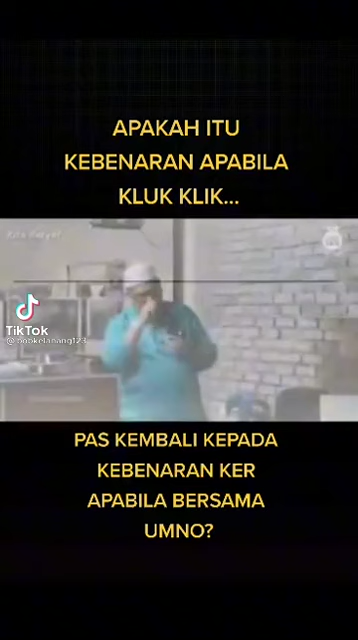 APAKAH ITU
KEBENARAN APABILA
KLUK KLIK...
TikTok
PAS KEMBALI KEPADA
KEBENARAN KER
APABILA BERSAMA
UMNO?